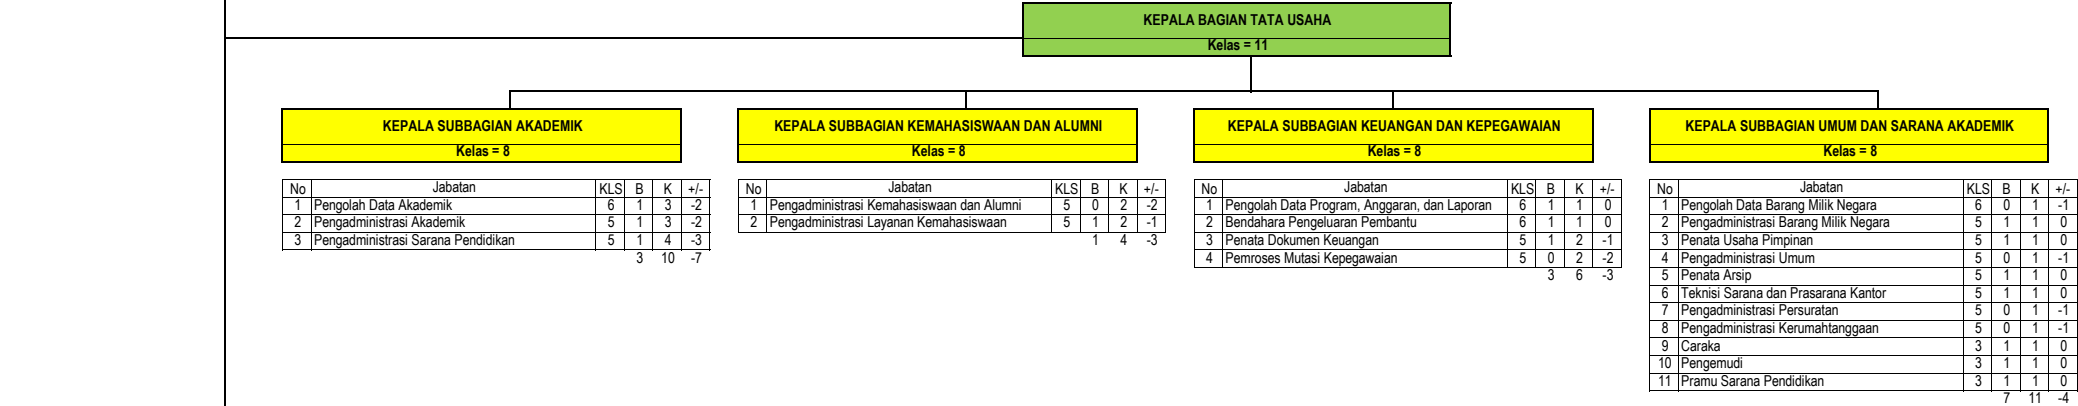 KEPALA BAGIAN TATA USAHA
Kelas = 11
KEPALA SUBBAGIAN AKADEMIK
Kelas = 8
No Jabatan KLS B K +/-
1 Pengolah Data Akademik 6 1 3 -2
2 Pengadministrasi Akademik 5 1 3 -2
3 Pengadministrasi Sarana Pendidikan 5 1 4 -3
3 10 -7
KEPALA SUBBAGIAN KEMAHASISWAAN DAN ALUMNI
Kelas = 8
No Jabatan KLS B K +/-
1 Pengadministrasi Kemahasiswaan dan Alumni 5 0 2 -2
2 Pengadministrasi Layanan Kemahasiswaan 5 1 2 -1
1 4 -3
KEPALA SUBBAGIAN KEUANGAN DAN KEPEGAWAIAN
Kelas = 8
No Jabatan KLS B K +/-
1 Pengolah Data Program, Anggaran, dan Laporan 6 1 1 0
2 Bendahara Pengeluaran Pembantu 6 1 1 0
3 Penata Dokumen Keuangan 5 1 2 -1
4 Pemroses Mutasi Kepegawaian 5 0 2 -2
3 6 -3
KEPALA SUBBAGIAN UMUM DAN SARANA AKADEMIK
Kelas = 8
No Jabatan KLS B K +/-
1 Pengolah Data Barang Milik Negara 6 0 1 -1
2 Pengadministrasi Barang Milik Negara 5 1 1 0
3 Penata Usaha Pimpinan 5 1 1 0
4 Pengadministrasi Umum 5 0 1 -1
5 Penata Arsip 5 1 1 0
6 Teknisi Sarana dan Prasarana Kantor 5 1 1 0
7 Pengadministrasi Persuratan 5 0 1 -1
8 Pengadministrasi Kerumahtanggaan 5 0 1 -1
9 Caraka 3 1 1 0
10 Pengemudi 3 1 1 0
11 Pramu Sarana Pendidikan 3 1 1 0
7 11 -4